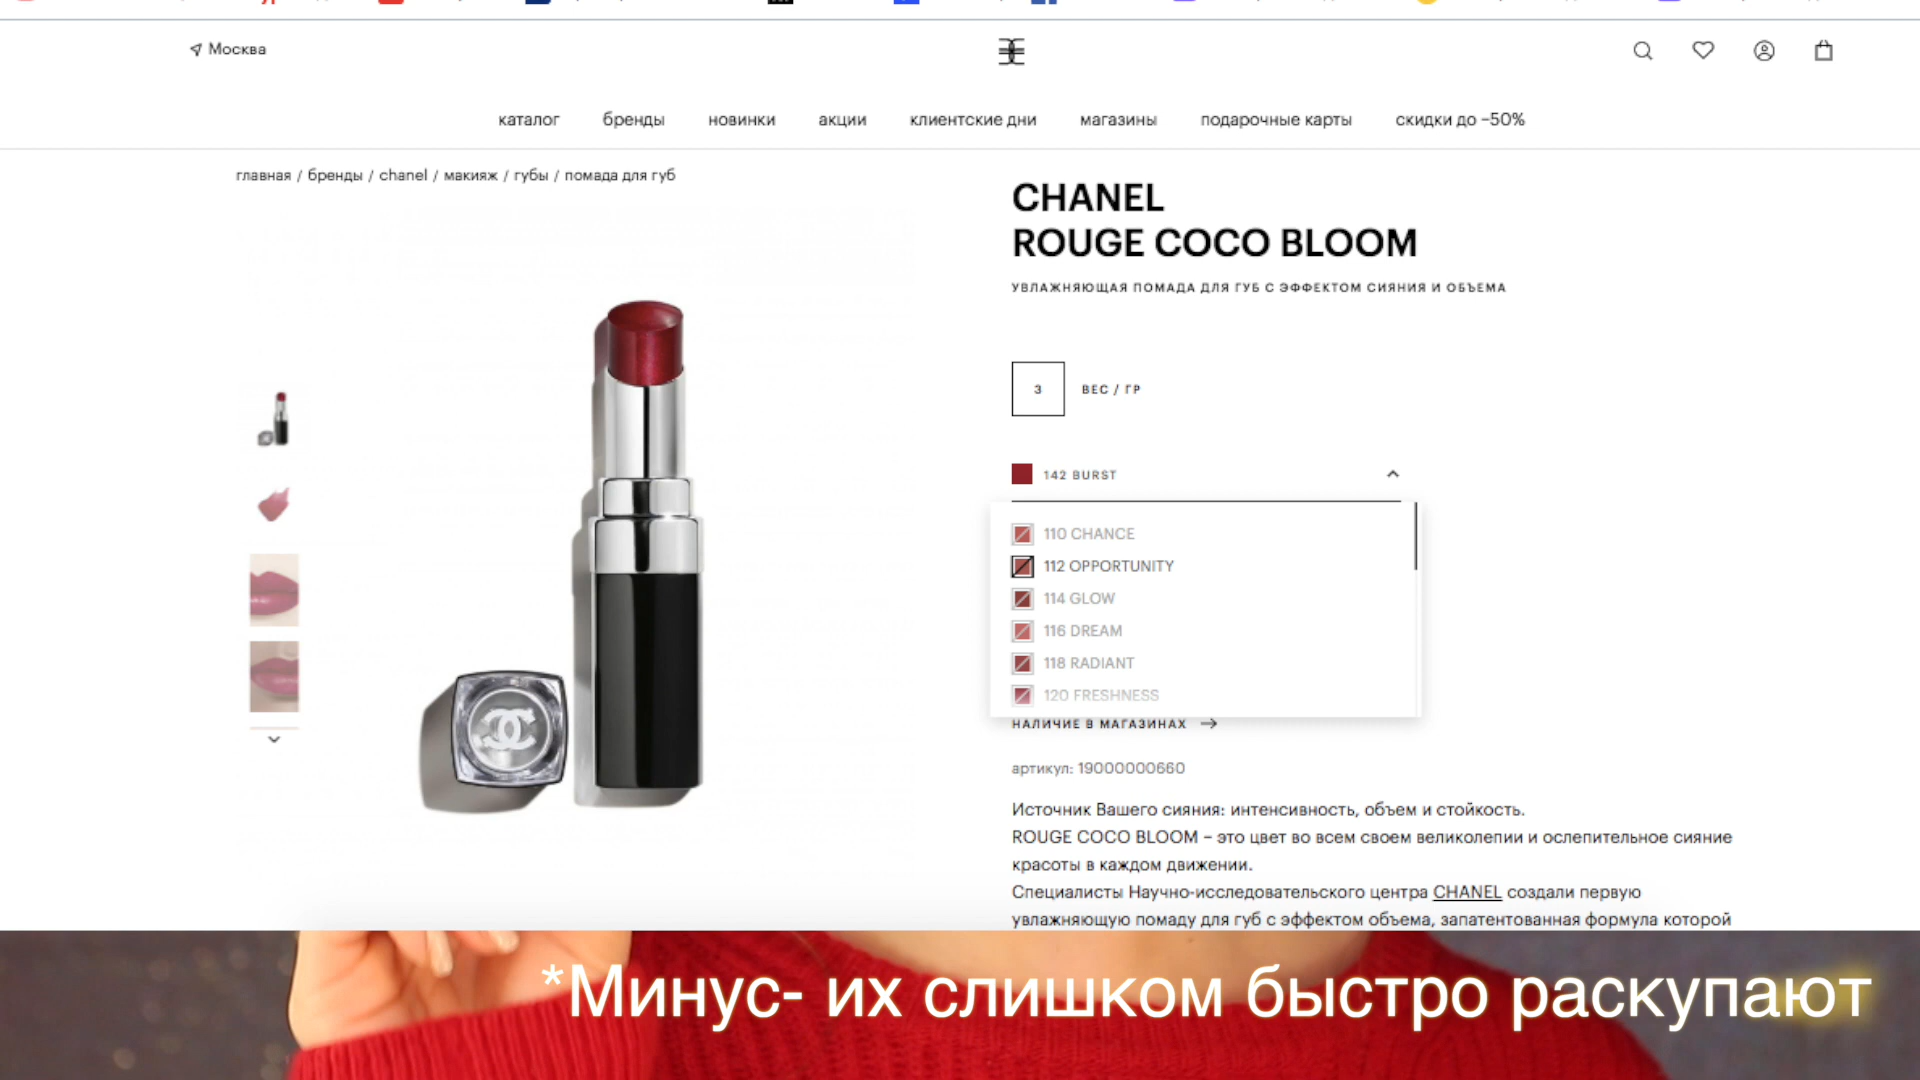 Москва
каталог бренды новинки акции клиентские дни магазины подарочные карты скидки до −50%
главная / бренды / chanel / макияж / губы / помада для губ
CHANEL
ROUGE COCO BLOOM
УВЛАЖНЯЮЩАЯ ПОМАДА ДЛЯ ГУБ С ЭФФЕКТОМ СИЯНИЯ И ОБЪЕМА
3 ВЕС / ГР
142 BURST
110 CHANCE
112 OPPORTUNITY
114 GLOW
116 DREAM
118 RADIANT
120 FRESHNESS
НАЛИЧИЕ В МАГАЗИНАХ →
артикул: 19000000660
Источник Вашего сияния: интенсивность, объем и стойкость.
ROUGE COCO BLOOM – это цвет во всем своем великолепии и ослепительное сияние
красоты в каждом движении.
Специалисты Научно-исследовательского центра CHANEL создали первую
увлажняющую помаду для губ с эффектом объема, запатентованная формула которой
*Минус- их слишком быстро раскупают